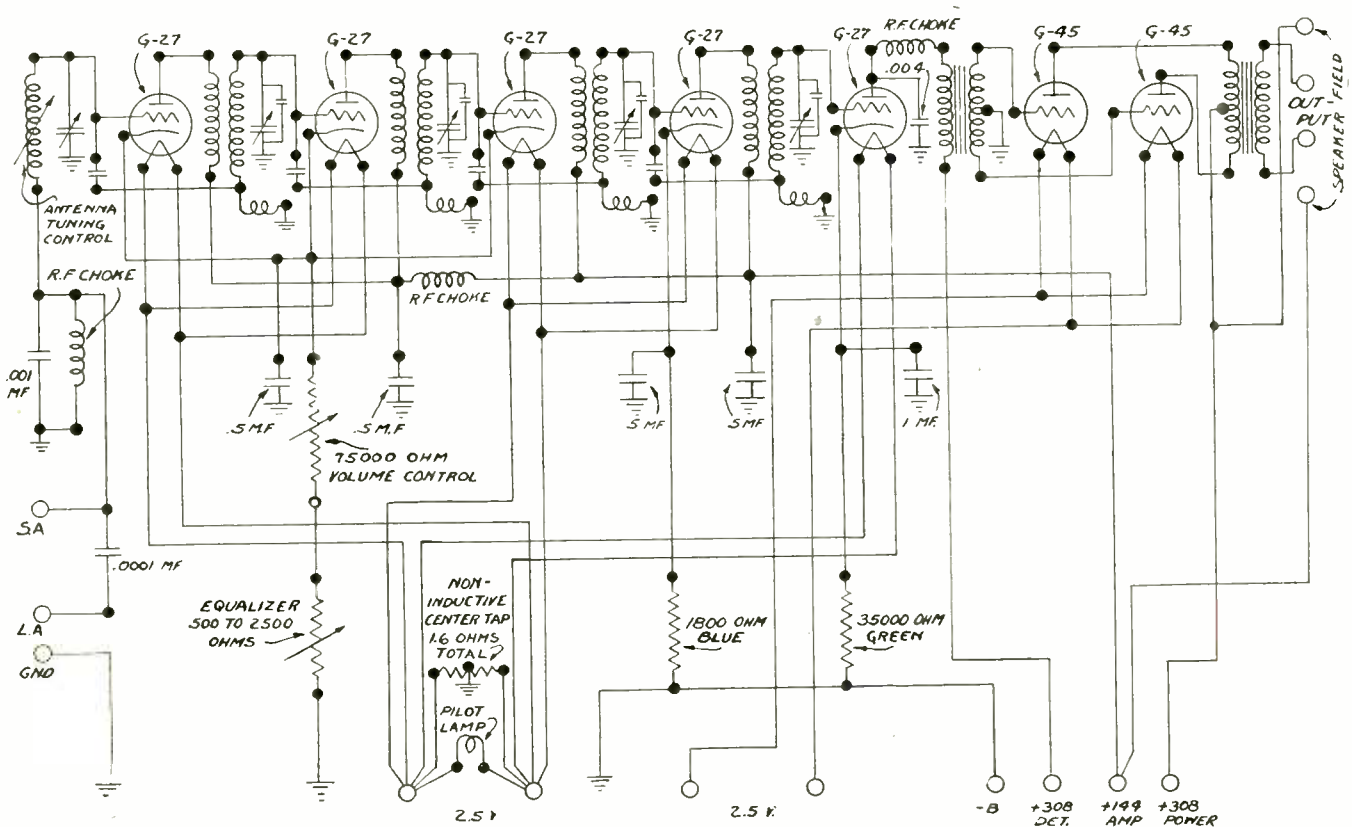 G-27
G-27
G-27
G-27
G-27
R.F. CHOKE
.004
G-45
G-45
OUT-
PUT
SPEAKER FIELD
ANTENNA
TUNING
CONTROL
R.F CHOKE
R F CHOKE
.001
MF
.5 M.F
.5 M.F
.5 MF
.5 MF
.1 MF.
75000 OHM
VOLUME CONTROL
S.A
.0001 MF
L.A
GND
EQUALIZER
500 TO 2500
OHMS
NON-
INDUCTIVE
CENTER TAP
1.6 OHMS
TOTAL
PILOT
LAMP
1800 OHM
BLUE
35000 OHM
GREEN
2.5 V
2.5 V.
-B
+308
DET.
+144
AMP
+308
POWER